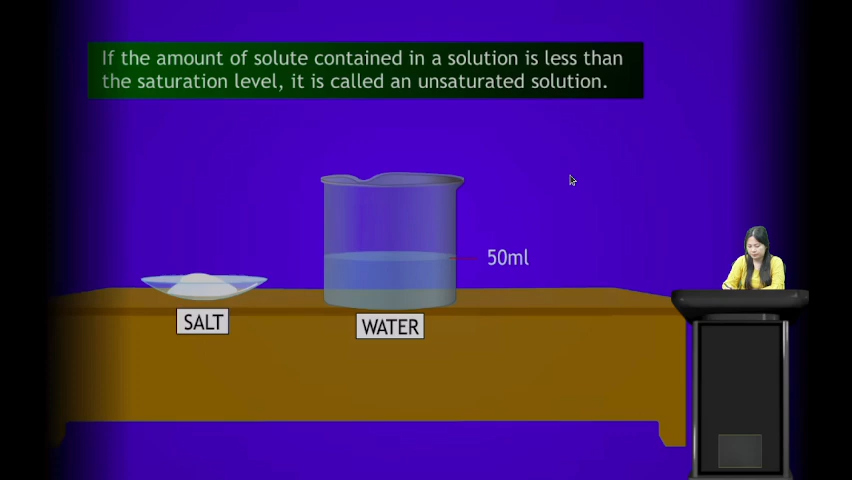 If the amount of solute contained in a solution is less than
the saturation level, it is called an unsaturated solution.
50ml
SALT
WATER